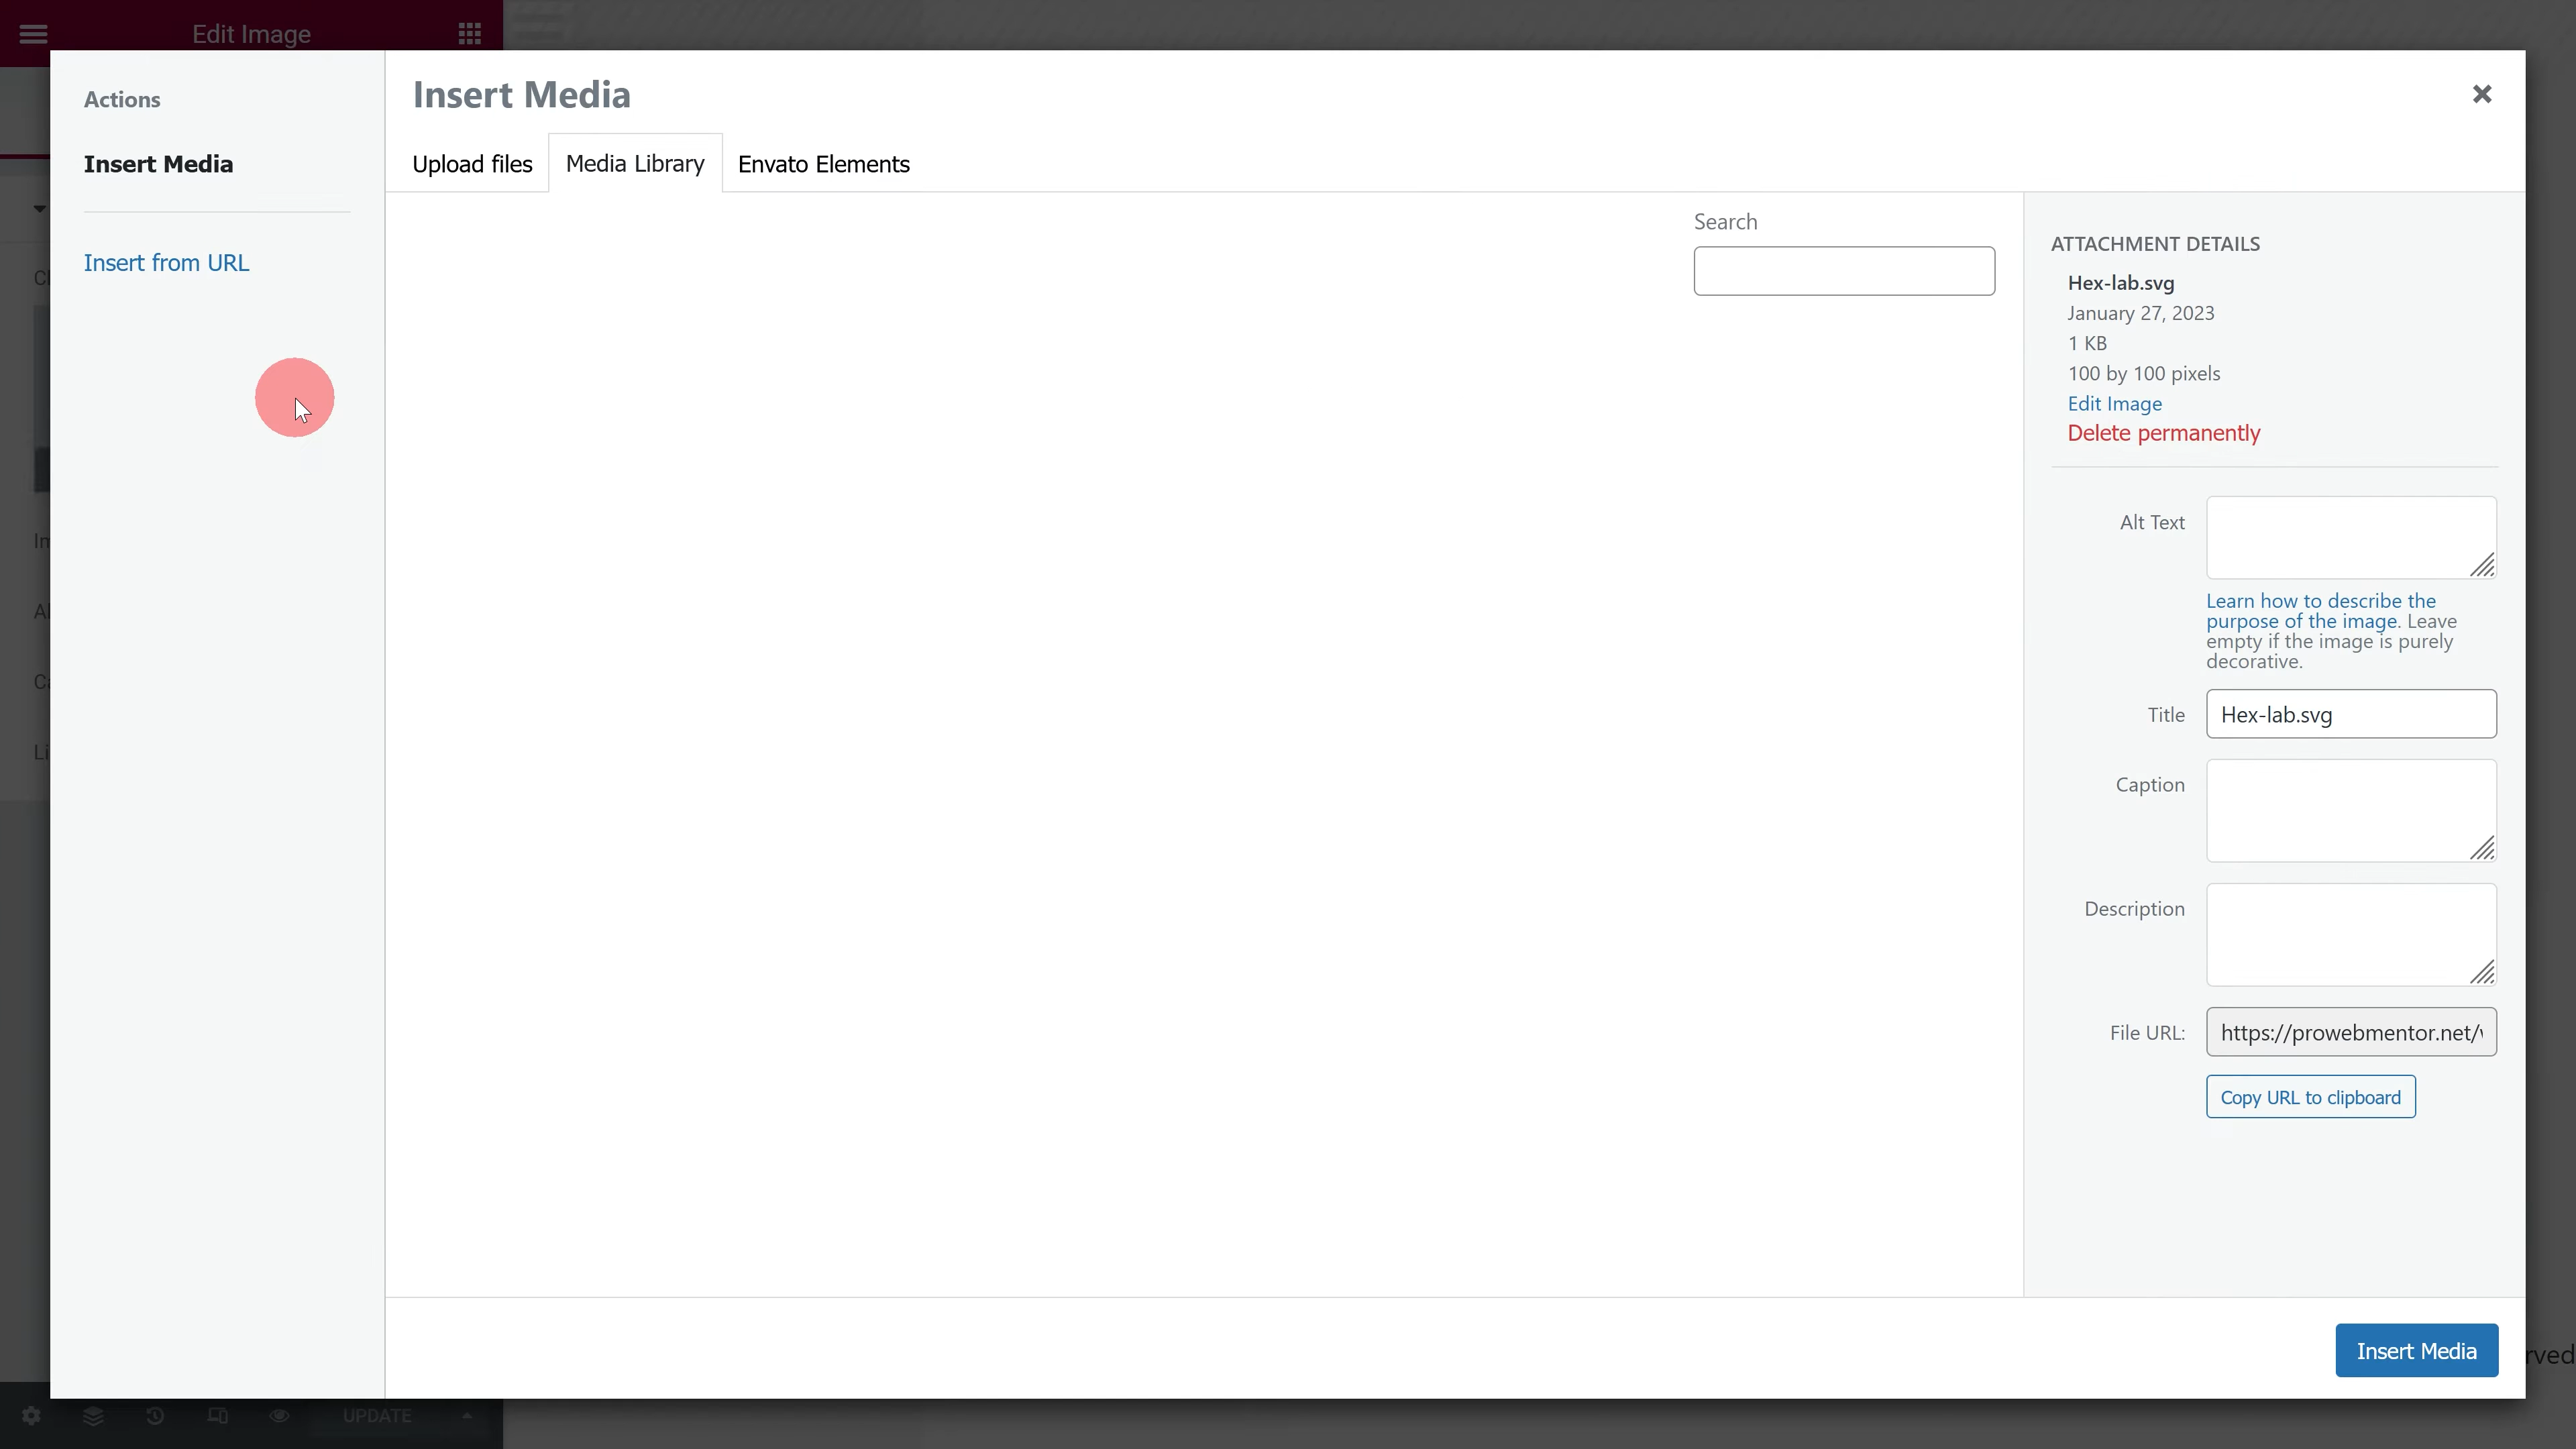 Edit Image
Actions
Insert Media
Insert from URL
Insert Media
Upload files
Media Library
Envato Elements
Search
ATTACHMENT DETAILS
Hex-lab.svg
January 27, 2023
1 KB
100 by 100 pixels
Edit Image
Delete permanently
Alt Text
Learn how to describe the
purpose of the image. Leave
empty if the image is purely
decorative.
Title
Hex-lab.svg
Caption
Description
File URL:
https://prowebmentor.net/
Copy URL to clipboard
Insert Media
UPDATE